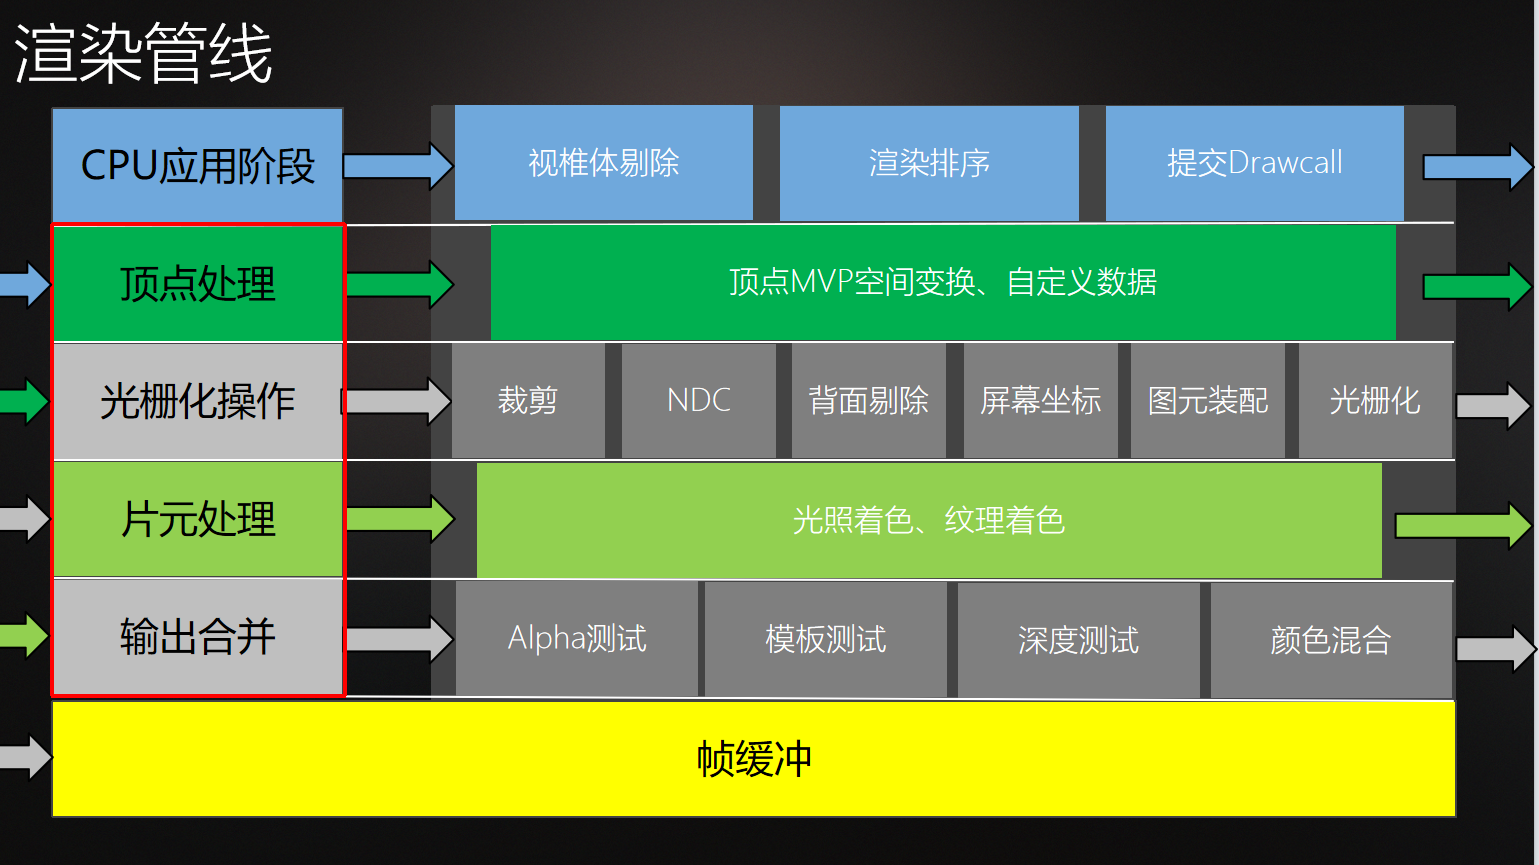 渲染管线
CPU应用阶段
视椎体剔除
渲染排序
提交Drawcall
顶点处理
顶点MVP空间变换、自定义数据
光栅化操作
裁剪
NDC
背面剔除
屏幕坐标
图元装配
光栅化
片元处理
光照着色、纹理着色
输出合并
Alpha测试
模板测试
深度测试
颜色混合
帧缓冲